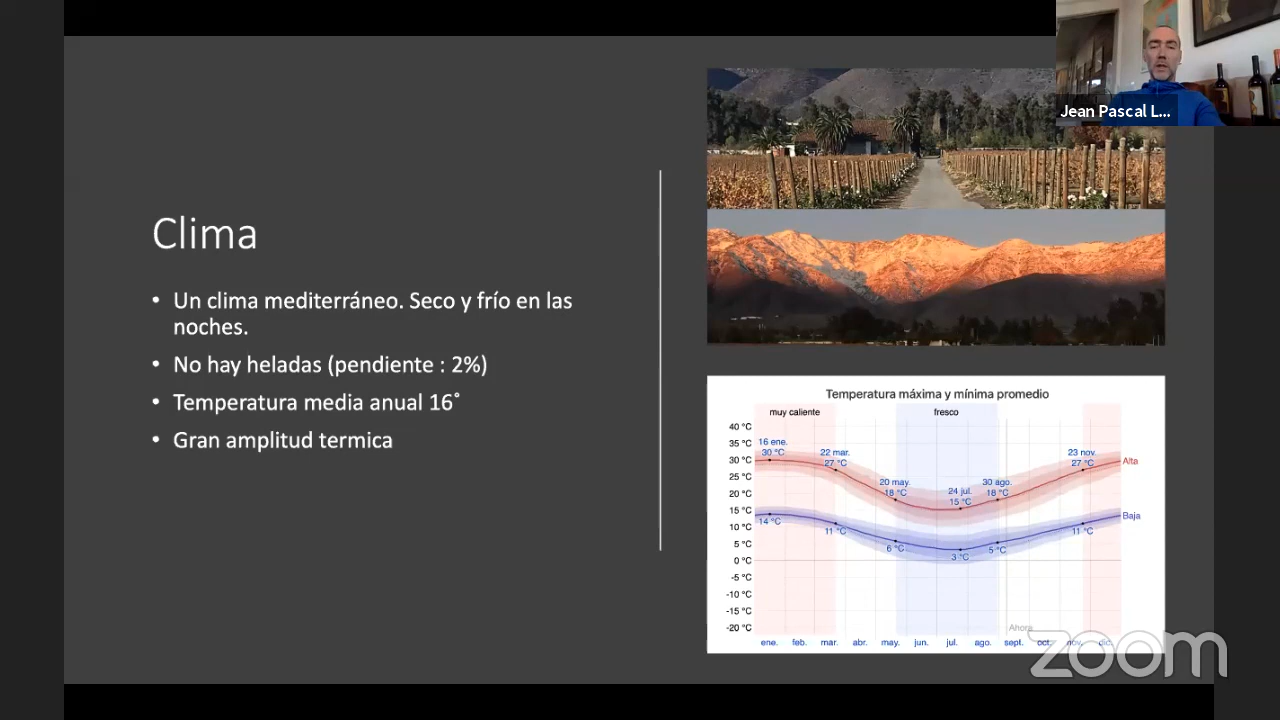 Jean Pascal L...
Clima
• Un clima mediterráneo. Seco y frío en las
noches.
• No hay heladas (pendiente : 2%)
• Temperatura media anual 16˚
• Gran amplitud termica
Temperatura máxima y mínima promedio
muy caliente
fresco
40 °C
35 °C
30 °C
25 °C
20 °C
15 °C
10 °C
5 °C
0 °C
-5 °C
-10 °C
-15 °C
-20 °C
16 ene.
30 °C
22 mar.
27 °C
20 may.
18 °C
24 jul.
15 °C
30 ago.
18 °C
23 nov.
27 °C
Alta
14 °C
11 °C
6 °C
3 °C
5 °C
11 °C
Baja
Ahora
ene. feb. mar. abr. may. jun. jul. ago. sept. oct. nov. dic.
zoom